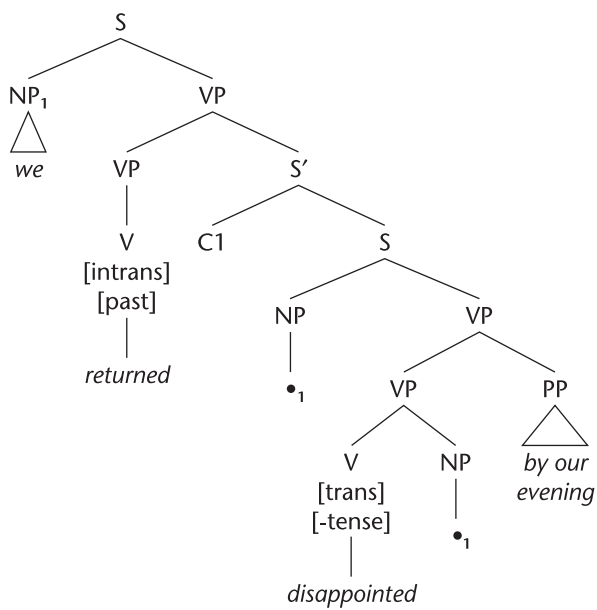 S
NP₁ VP
we VP S′
V C1 S
[intrans]
[past] NP VP
returned •₁ VP PP
V NP by our
[trans] evening
[-tense] •₁
disappointed